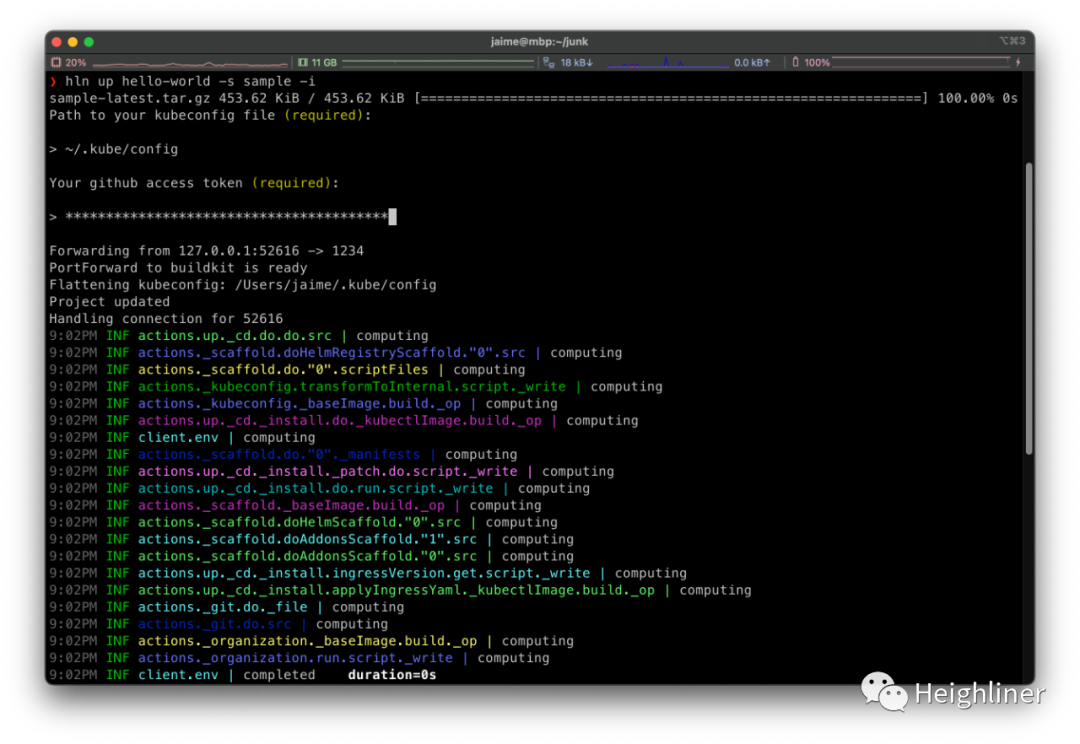 jaime@mbp:~/junk
⌥⌘3
20% 11 GB 18 kB↓ 0.0 kB↑ 100%
❯ hln up hello-world -s sample -i
sample-latest.tar.gz 453.62 KiB / 453.62 KiB [==============================================================] 100.00% 0s
Path to your kubeconfig file (required):
> ~/.kube/config
Your github access token (required):
> ****************************************
Forwarding from 127.0.0.1:52616 -> 1234
PortForward to buildkit is ready
Flattening kubeconfig: /Users/jaime/.kube/config
Project updated
Handling connection for 52616
9:02PM INF actions.up._cd.do.do.src | computing
9:02PM INF actions._scaffold.doHelmRegistryScaffold."0".src | computing
9:02PM INF actions._scaffold.do."0".scriptFiles | computing
9:02PM INF actions._kubeconfig.transformToInternal.script._write | computing
9:02PM INF actions._kubeconfig._baseImage.build._op | computing
9:02PM INF actions.up._cd._install.do._kubectlImage.build._op | computing
9:02PM INF client.env | computing
9:02PM INF actions._scaffold.do."0"._manifests | computing
9:02PM INF actions.up._cd._install._patch.do.script._write | computing
9:02PM INF actions.up._cd._install.do.run.script._write | computing
9:02PM INF actions._scaffold._baseImage.build._op | computing
9:02PM INF actions._scaffold.doHelmScaffold."0".src | computing
9:02PM INF actions._scaffold.doAddonsScaffold."1".src | computing
9:02PM INF actions._scaffold.doAddonsScaffold."0".src | computing
9:02PM INF actions.up._cd._install.ingressVersion.get.script._write | computing
9:02PM INF actions.up._cd._install.applyIngressYaml._kubectlImage.build._op | computing
9:02PM INF actions._git.do._file | computing
9:02PM INF actions._git.do.src | computing
9:02PM INF actions._organization._baseImage.build._op | computing
9:02PM INF actions._organization.run.script._write | computing
9:02PM INF client.env | completed duration=0s
Heighliner